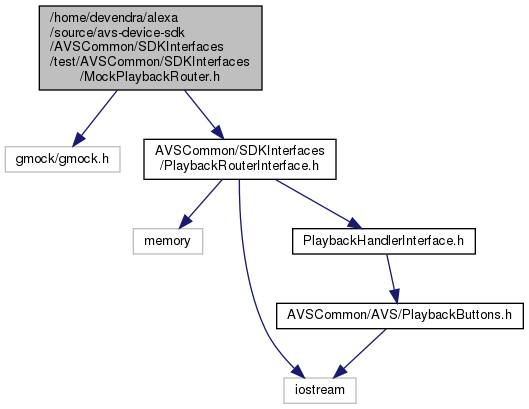 /home/devendra/alexa
/source/avs-device-sdk
/AVSCommon/SDKInterfaces
/test/AVSCommon/SDKInterfaces
/MockPlaybackRouter.h
gmock/gmock.h
AVSCommon/SDKInterfaces
/PlaybackRouterInterface.h
memory
PlaybackHandlerInterface.h
AVSCommon/AVS/PlaybackButtons.h
iostream